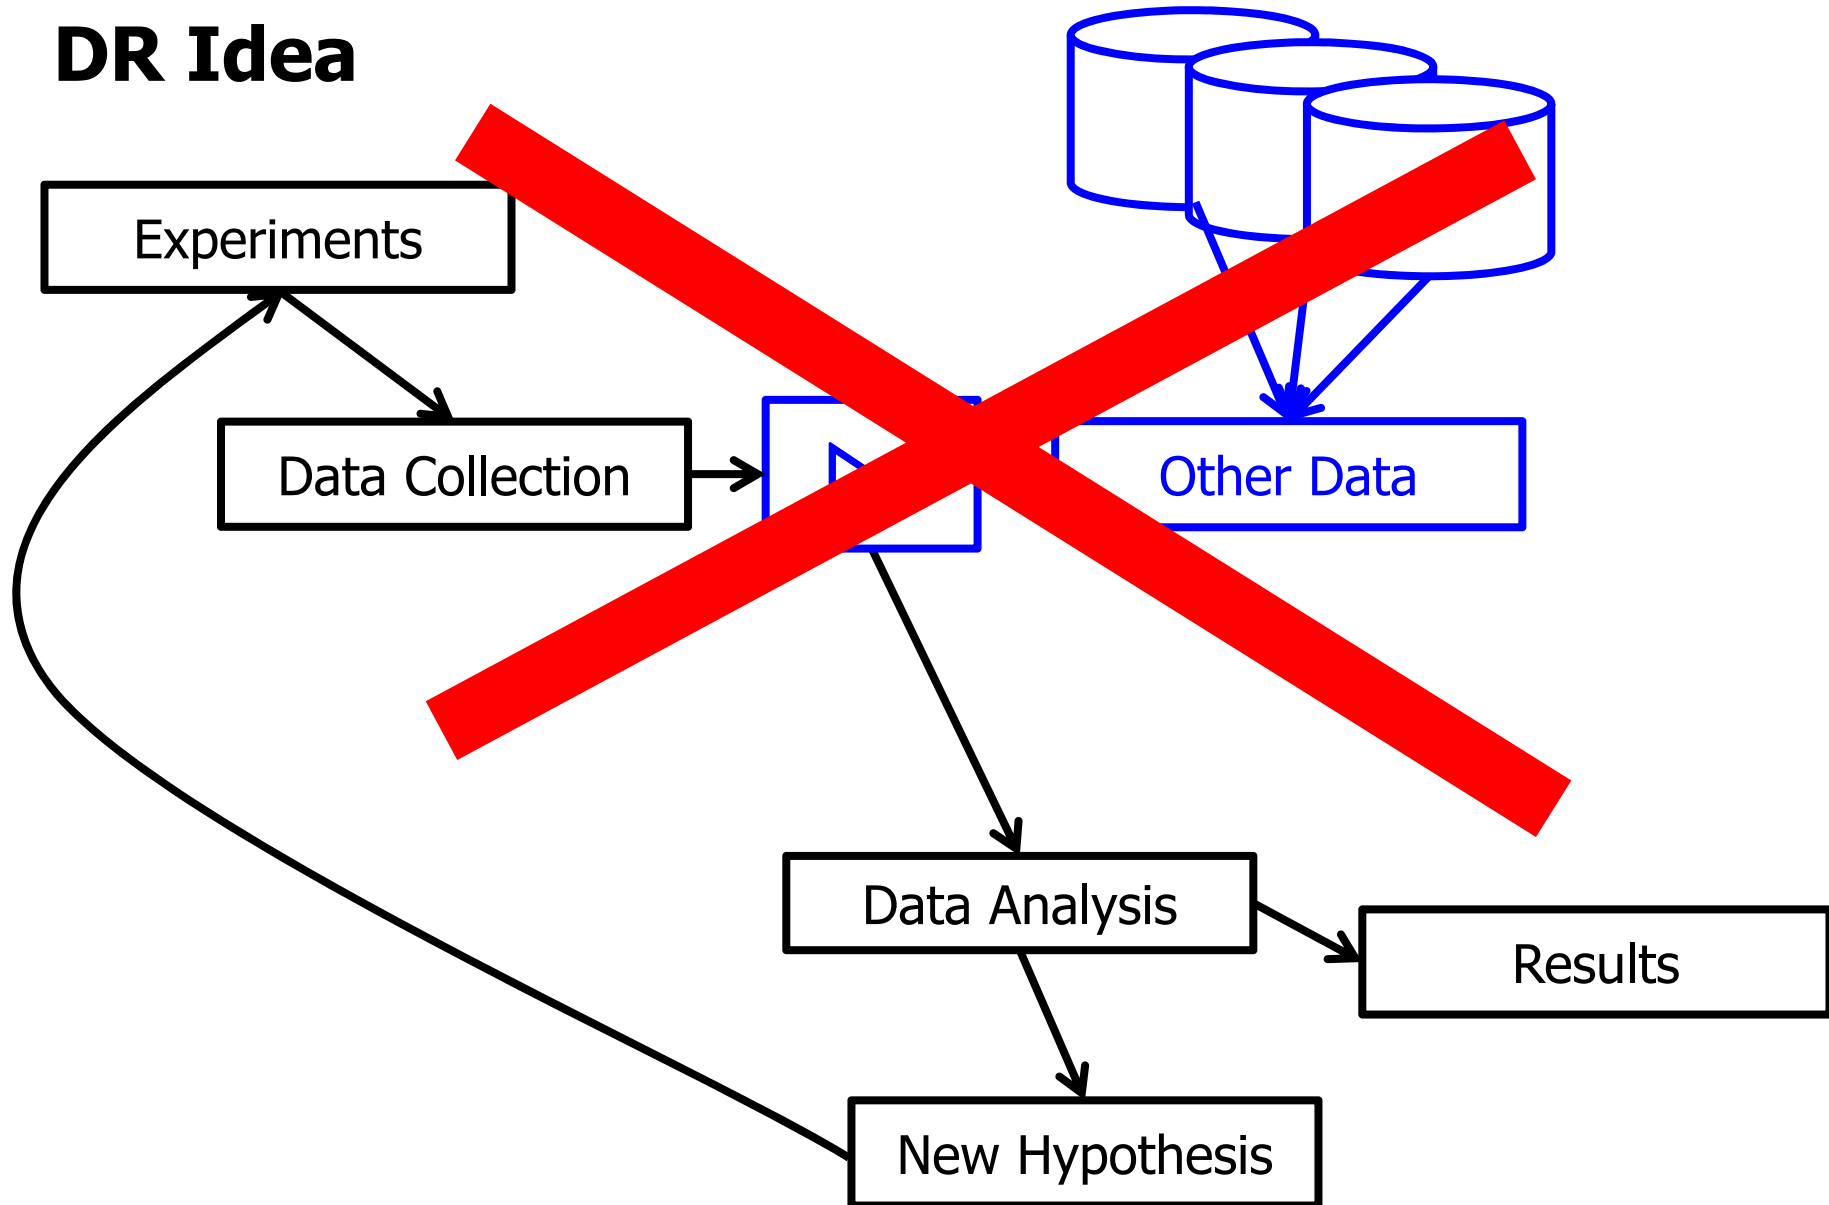 DR Idea
Experiments
Data Collection
Other Data
Data Analysis
Results
New Hypothesis